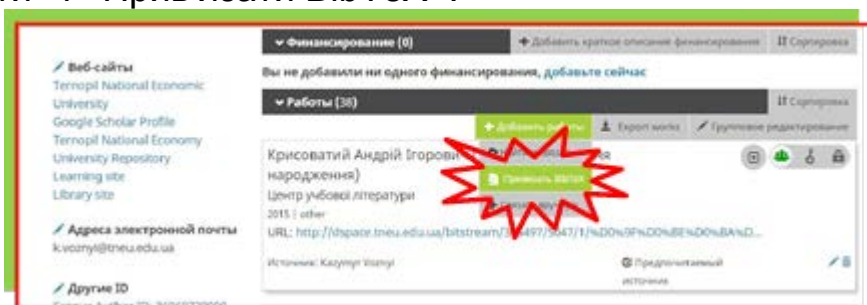 Финансирование (0)
Добавить краткое описание финансирования
Сортировка
Веб-сайты
Вы не добавили ни одного финансирования, добавьте сейчас
Ternopil National Economic
University
Работы (38)
Сортировка
Google Scholar Profile
Добавить работы
Export works
Групповое редактирование
Ternopil National Economy
University Repository
Learning site
Library site
Крисоватий Андрій Ігорови
народження)
Привязать BibTeX
Центр учбової літератури
2015 | other
Адреса электронной почты
k.voznyi@tneu.edu.ua
Источник: Kazymyr Voznyi
Предпочитаемый
источник
Другие ID